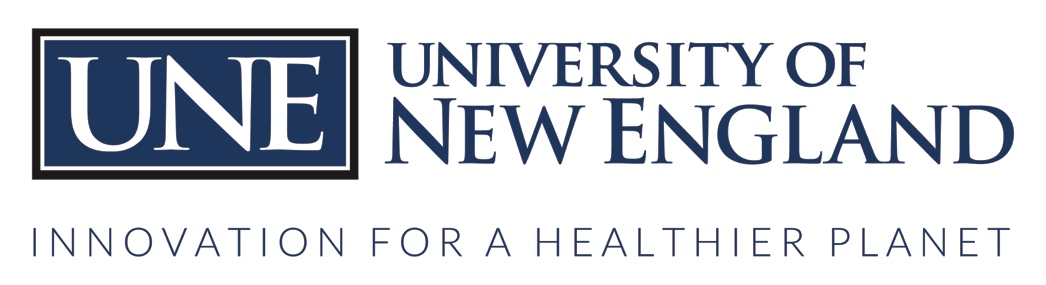 UNE
UNIVERSITY OF
NEW ENGLAND
INNOVATION FOR A HEALTHIER PLANET